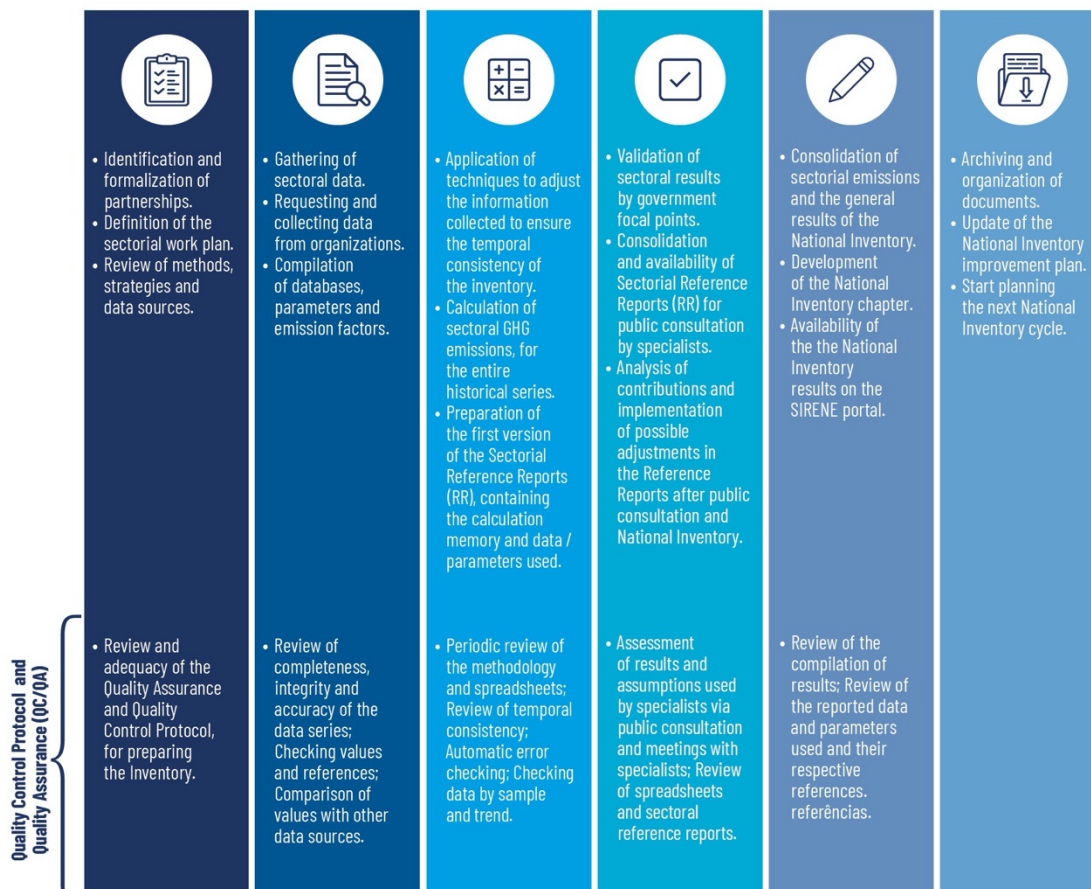 • Identification and
formalization of
partnerships.
• Definition of the
sectorial work plan.
• Review of methods,
strategies and
data sources.
• Gathering of
sectoral data.
• Requesting and
collecting data
from organizations.
• Compilation
of databases,
parameters and
emission factors.
• Application of
techniques to adjust
the information
collected to ensure
the temporal
consistency of
the inventory.
• Calculation of
sectoral GHG
emissions, for
the entire
historical series.
• Preparation of
the first version
of the Sectorial
Reference Reports
(RR), containing
the calculation
memory and data /
parameters used.
• Validation of
sectoral results
by government
focal points.
• Consolidation
and availability of
Sectorial Reference
Reports (RR) for
public consultation
by specialists.
• Analysis of
contributions and
implementation
of possible
adjustments in
the Reference
Reports after public
consultation and
National Inventory.
• Consolidation of
sectorial emissions
and the general
results of the
National Inventory.
• Development
of the National
Inventory chapter.
• Availability of
the the National
Inventory
results on the
SIRENE portal.
• Archiving and
organization of
documents.
• Update of the
National Inventory
improvement plan.
• Start planning
the next National
Inventory cycle.
Quality Control Protocol and
Quality Assurance (QC/QA)
• Review and
adequacy of the
Quality Assurance
and Quality
Control Protocol,
for preparing
the Inventory.
• Review of
completeness,
integrity and
accuracy of the
data series;
Checking values
and references;
Comparison of
values with other
data sources.
• Periodic review of
the methodology
and spreadsheets;
Review of temporal
consistency;
Automatic error
checking; Checking
data by sample
and trend.
• Assessment
of results and
assumptions used
by specialists via
public consultation
and meetings with
specialists; Review
of spreadsheets
and sectoral
reference reports.
• Review of the
compilation of
results; Review of
the reported data
and parameters
used and their
respective
references.
referências.